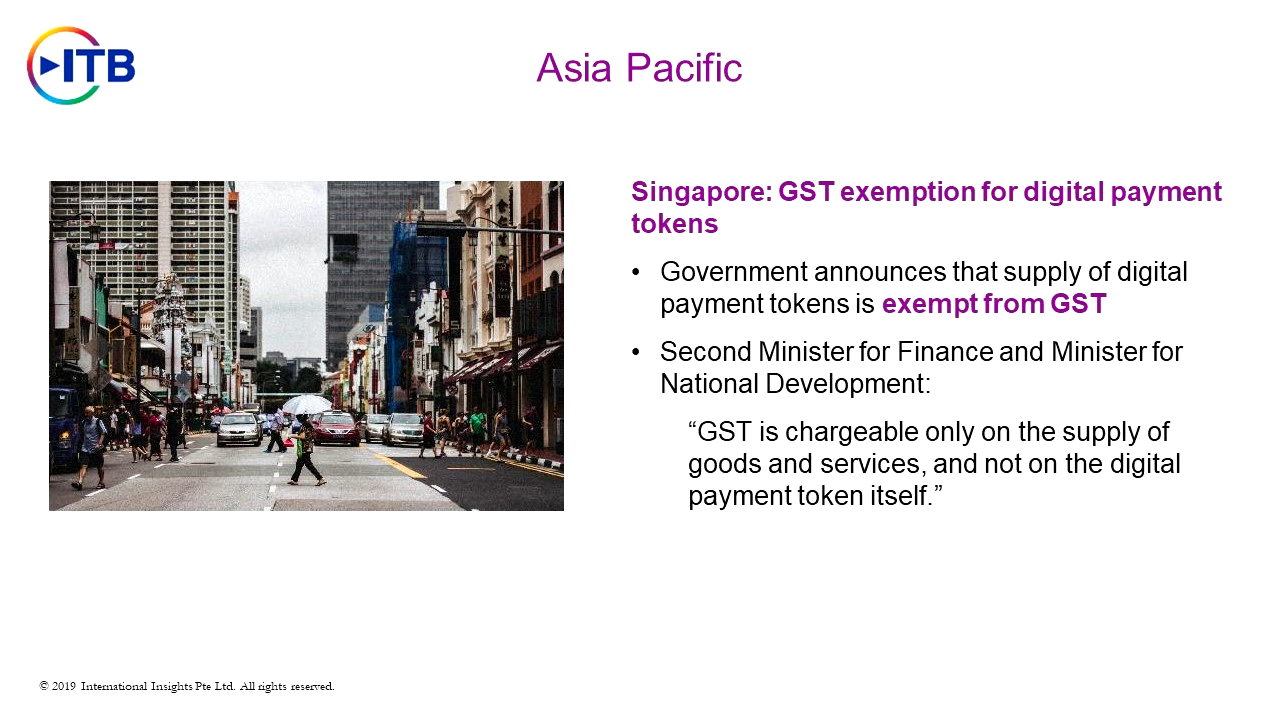 ITB
Asia Pacific
Singapore: GST exemption for digital payment
tokens
• Government announces that supply of digital
payment tokens is exempt from GST
• Second Minister for Finance and Minister for
National Development:
“GST is chargeable only on the supply of
goods and services, and not on the digital
payment token itself.”
© 2019 International Insights Pte Ltd. All rights reserved.